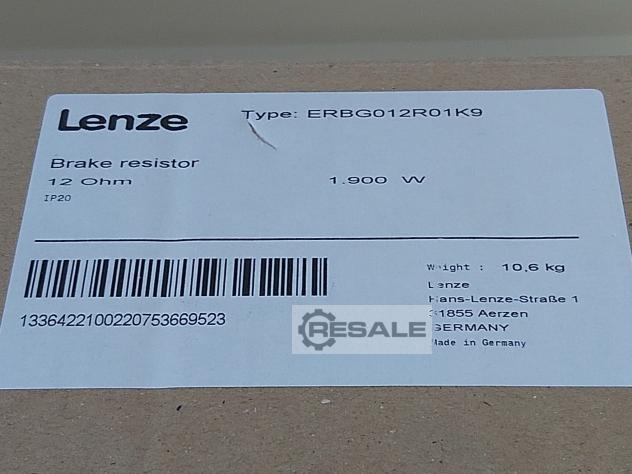 Lenze
Type: ERBG012R01K9
Brake resistor
12 Ohm
1.900 W
IP20
Weight : 10,6 kg
Lenze
Hans-Lenze-Straße 1
31855 Aerzen
GERMANY
Made in Germany
1336422100220753669523
RESALE